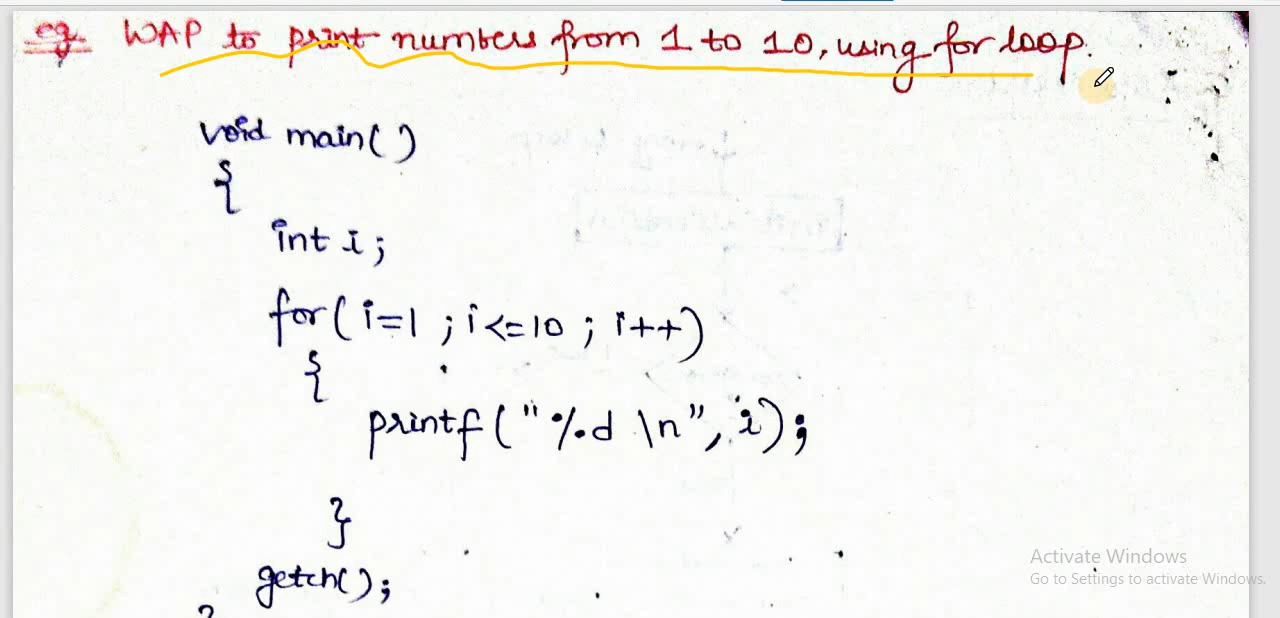 eg. WAP to print numbers from 1 to 10, using for loop.
void main()
{
int i;
for(i=1 ; i<=10 ; i++)
{
printf("%d \n", i);
}
getch();
}
Activate Windows
Go to Settings to activate Windows.